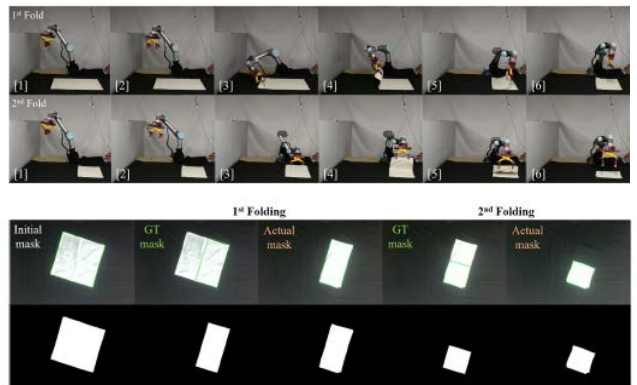 1st Fold
[1] [2] [3] [4] [5] [6]
2nd Fold
[1] [2] [3] [4] [5] [6]
1st Folding 2nd Folding
Initial mask
GT mask
Actual mask
GT mask
Actual mask